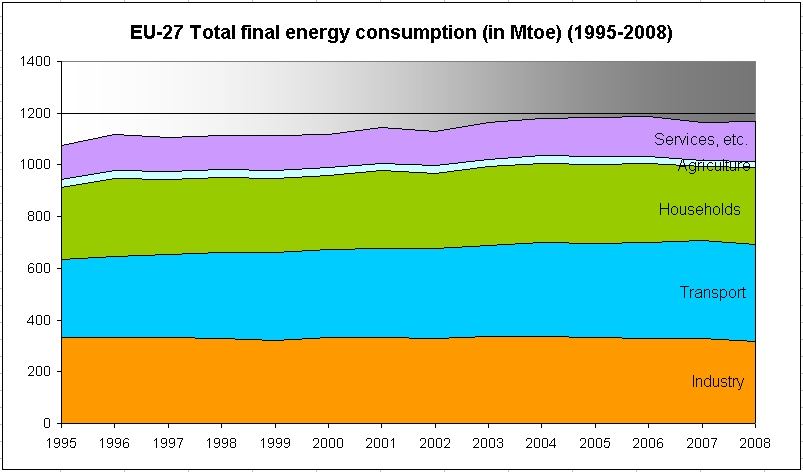 EU-27 Total final energy consumption (in Mtoe) (1995-2008)
1400
1200
1000
800
600
400
200
0
Services, etc.
Agriculture
Households
Transport
Industry
1995 1996 1997 1998 1999 2000 2001 2002 2003 2004 2005 2006 2007 2008